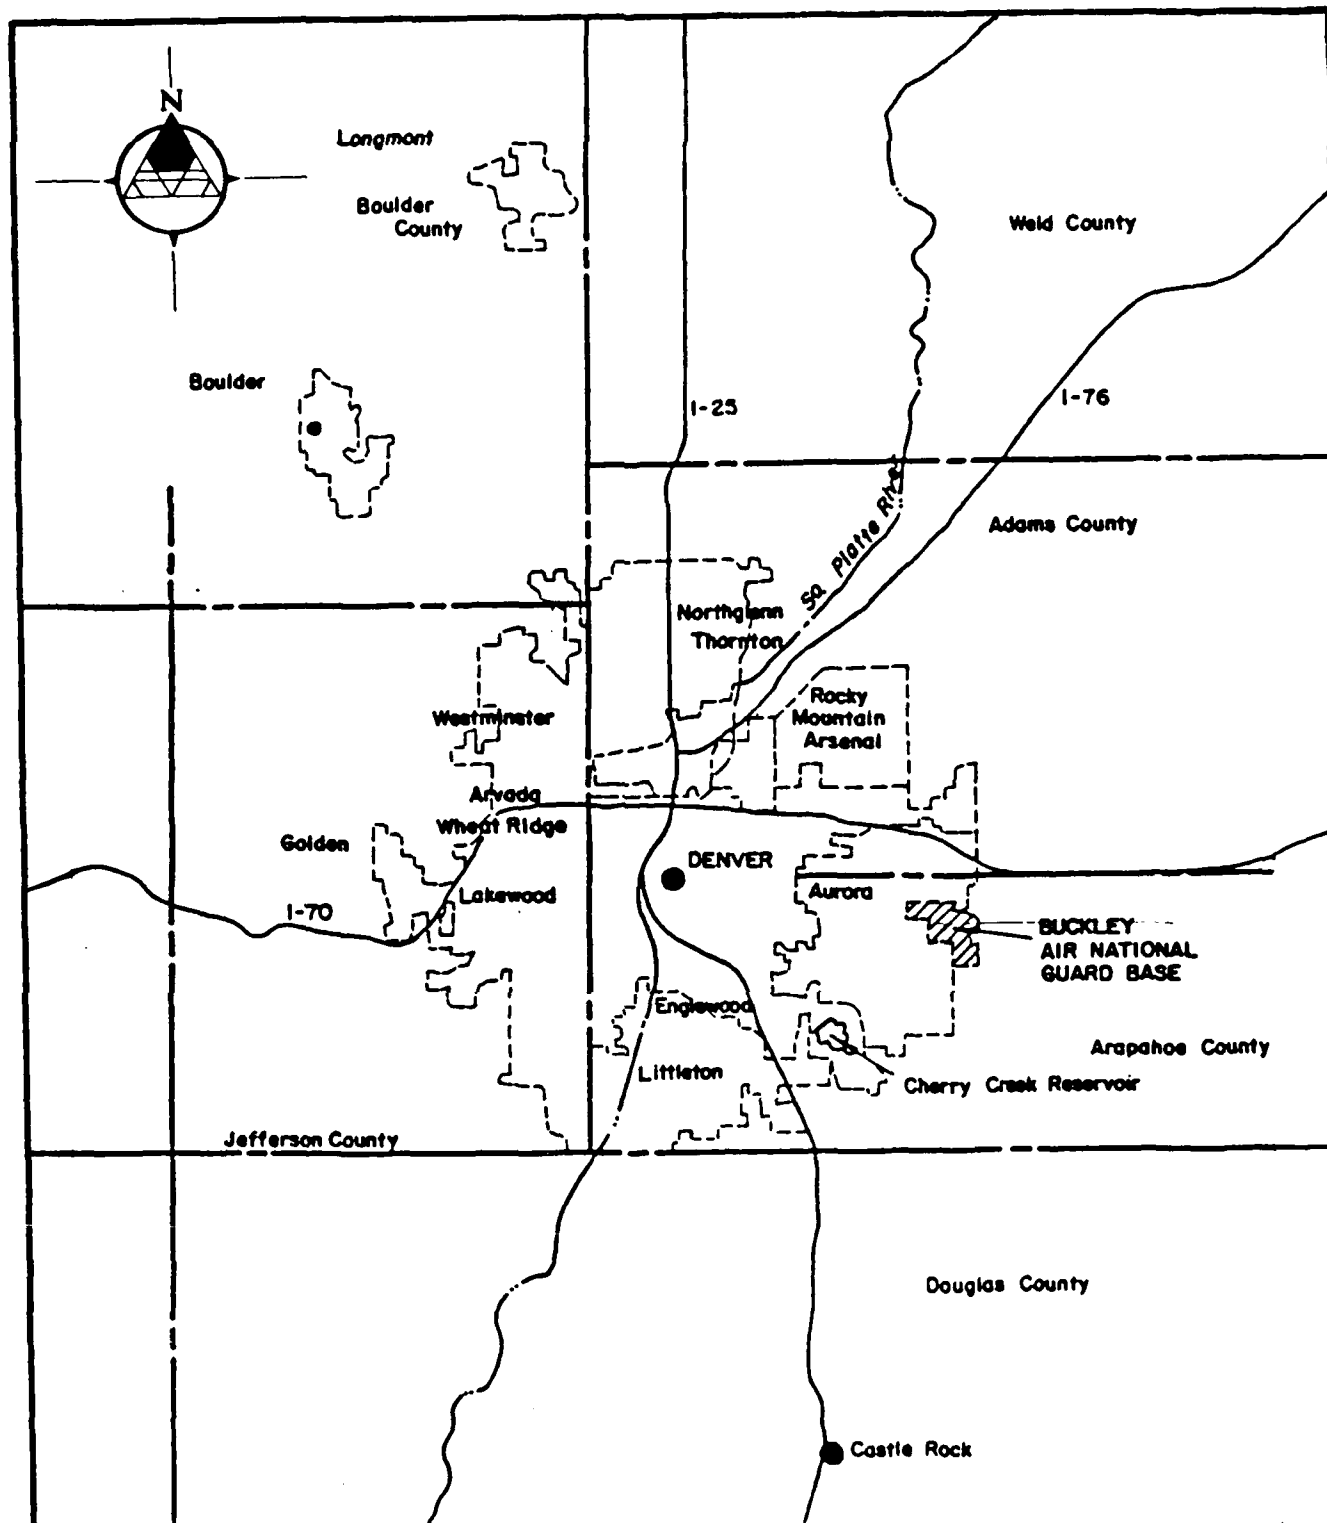 N
Longmont
Boulder
County
Weld County
Boulder
I-25
I-76
So. Platte River
Adams County
Northglenn
Thornton
Rocky
Mountain
Arsenal
Westminster
Arvada
Wheat Ridge
Golden
DENVER
Lakewood
Aurora
I-70
BUCKLEY
AIR NATIONAL
GUARD BASE
Englewood
Arapahoe County
Littleton
Cherry Creek Reservoir
Jefferson County
Douglas County
Castle Rock